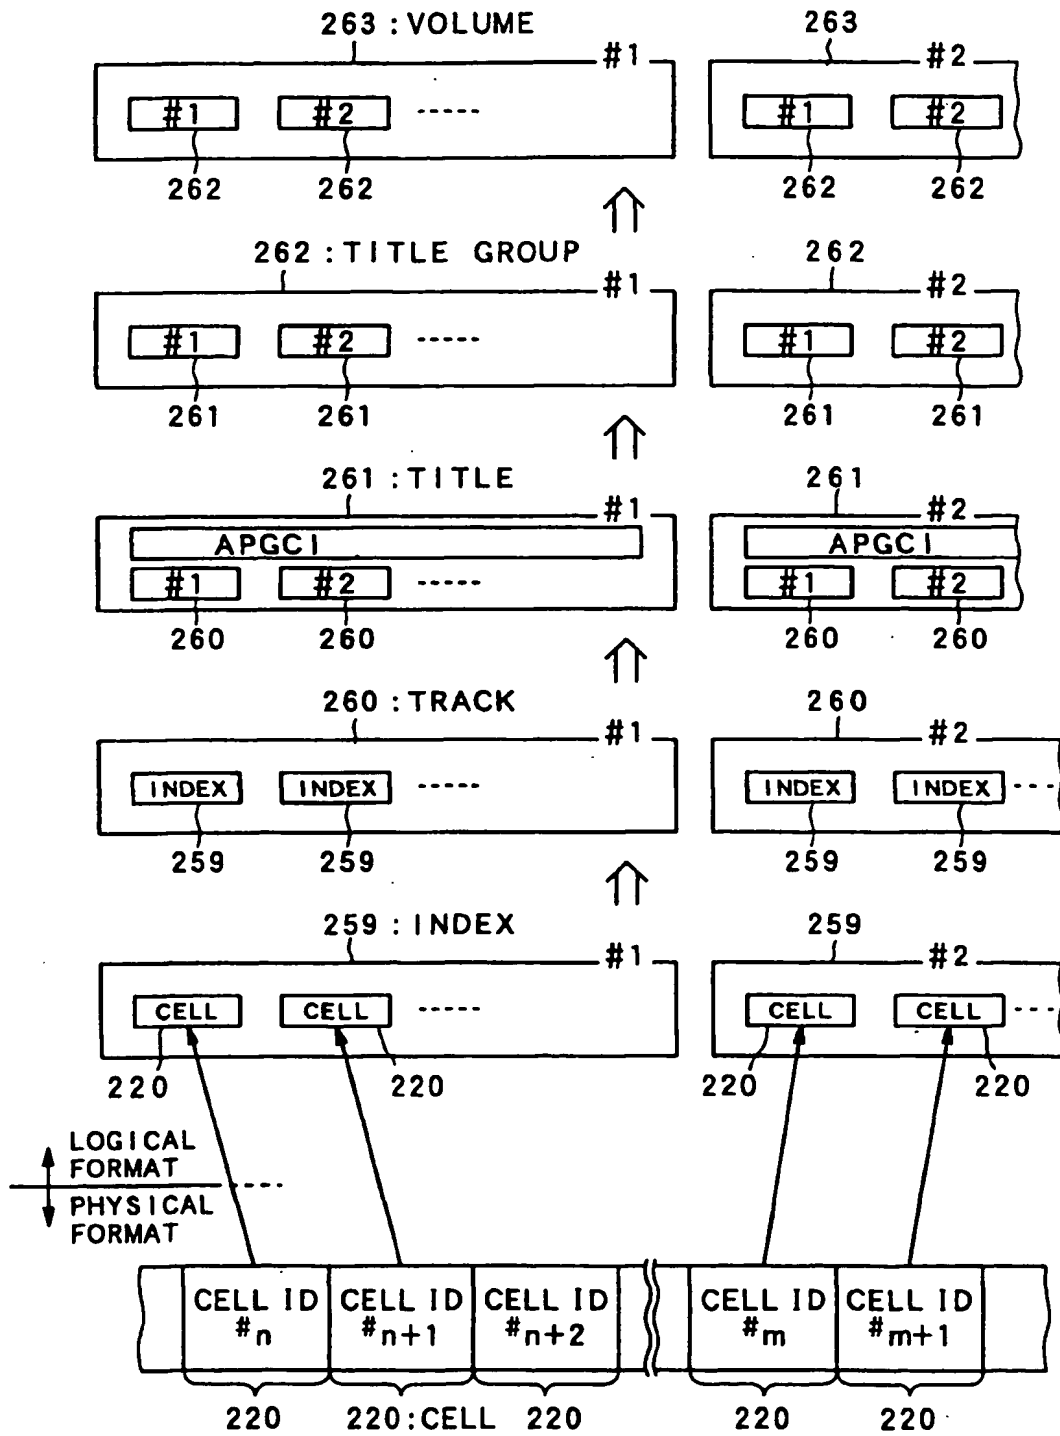 263 : VOLUME 263
#1 #2
#1 #2 ----- #1 #2
262 262 262 262
262 : TITLE GROUP 262
#1 #2
#1 #2 ----- #1 #2
261 261 261 261
261 : TITLE 261
#1 #2
APGCI APGCI
#1 #2 ----- #1 #2
260 260 260 260
260 : TRACK 260
#1 #2
INDEX INDEX ----- INDEX INDEX ---
259 259 259 259
259 : INDEX 259
#1 #2
CELL CELL ----- CELL CELL ---
220 220 220 220
LOGICAL
FORMAT
PHYSICAL
FORMAT
CELL ID CELL ID CELL ID CELL ID CELL ID
#n #n+1 #n+2 #m #m+1
220 220:CELL 220 220 220